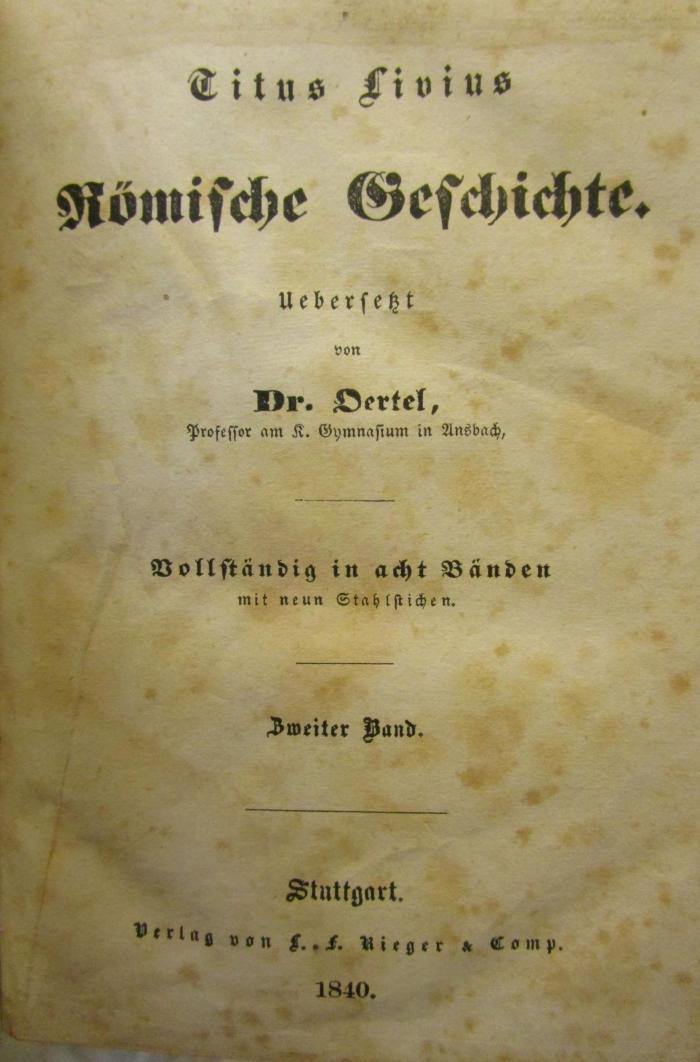 Titus Livius
Römische Geschichte.
Uebersetzt
von
Dr. Oertel,
Professor am K. Gymnasium in Ansbach,
Vollständig in acht Bänden
mit neun Stahlstichen.
Zweiter Band.
Stuttgart.
Verlag von L. F. Rieger & Comp.
1840.